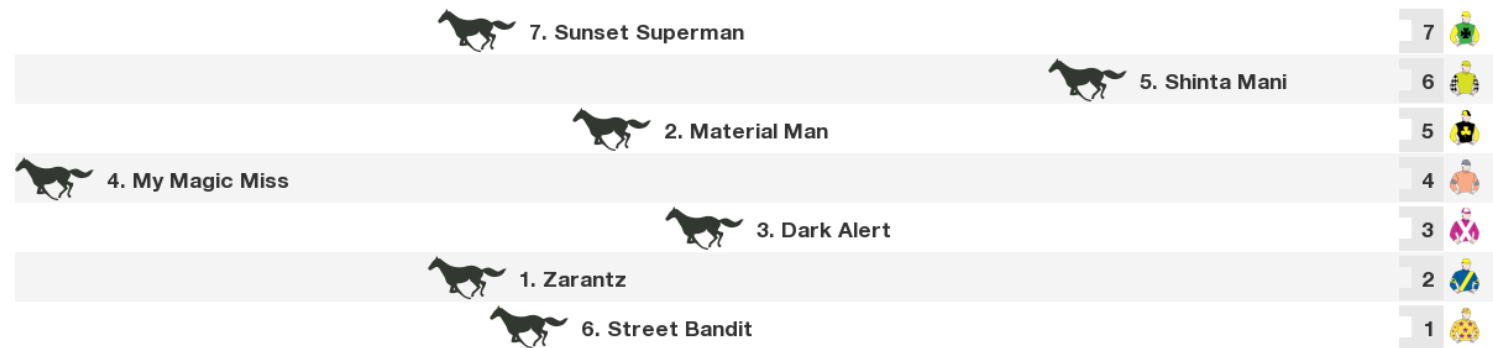 7. Sunset Superman 7
5. Shinta Mani 6
2. Material Man 5
4. My Magic Miss 4
3. Dark Alert 3
1. Zarantz 2
6. Street Bandit 1